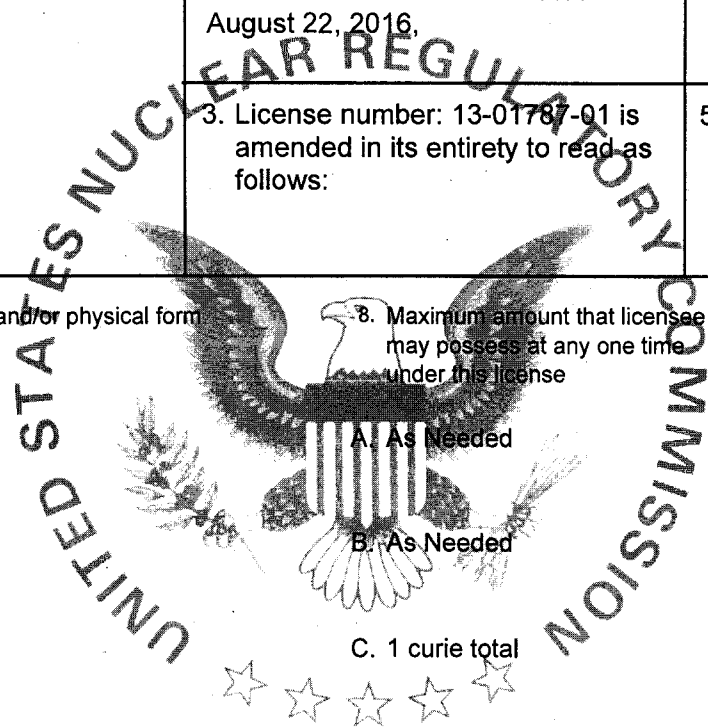 August 22, 2016,
3. License number: 13-01787-01 is
amended in its entirety to read as
follows:
5
and/or physical form
8. Maximum amount that licensee
may possess at any one time
under this license
A. As Needed
B. As Needed
C. 1 curie total
UNITED STATES NUCLEAR REGULATORY COMMISSION